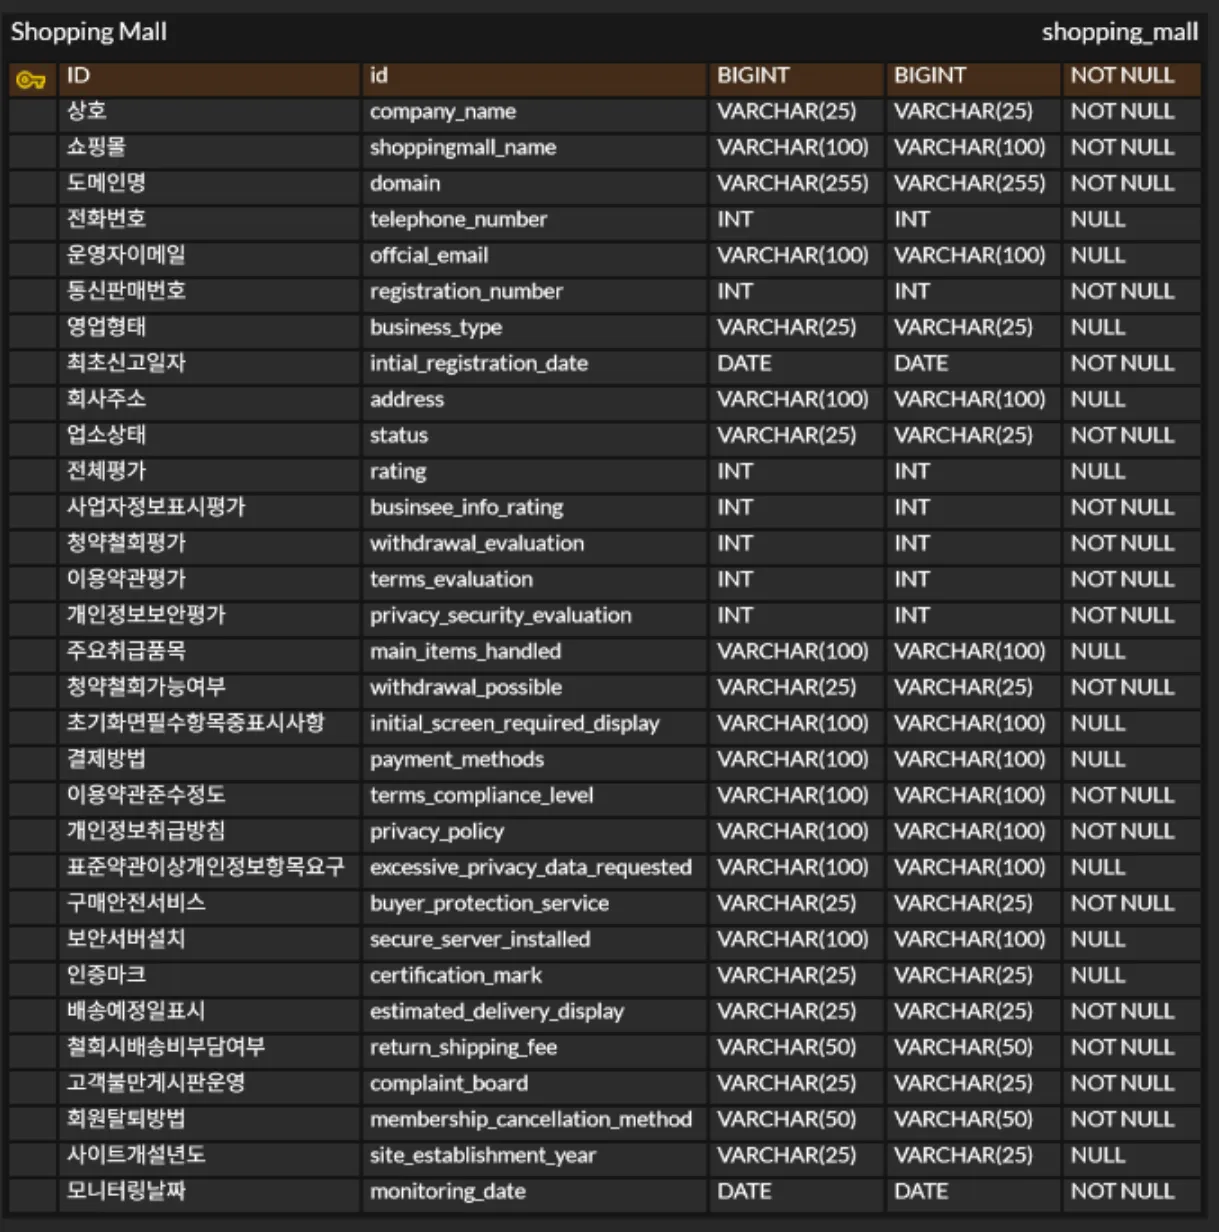 Shopping Mall shopping_mall
ID id BIGINT BIGINT NOT NULL
상호 company_name VARCHAR(25) VARCHAR(25) NOT NULL
쇼핑몰 shoppingmall_name VARCHAR(100) VARCHAR(100) NOT NULL
도메인명 domain VARCHAR(255) VARCHAR(255) NOT NULL
전화번호 telephone_number INT INT NULL
운영자이메일 offcial_email VARCHAR(100) VARCHAR(100) NULL
통신판매번호 registration_number INT INT NOT NULL
영업형태 business_type VARCHAR(25) VARCHAR(25) NULL
최초신고일자 intial_registration_date DATE DATE NOT NULL
회사주소 address VARCHAR(100) VARCHAR(100) NULL
업소상태 status VARCHAR(25) VARCHAR(25) NOT NULL
전체평가 rating INT INT NULL
사업자정보표시평가 businsee_info_rating INT INT NOT NULL
청약철회평가 withdrawal_evaluation INT INT NOT NULL
이용약관평가 terms_evaluation INT INT NOT NULL
개인정보보안평가 privacy_security_evaluation INT INT NOT NULL
주요취급품목 main_items_handled VARCHAR(100) VARCHAR(100) NULL
청약철회가능여부 withdrawal_possible VARCHAR(25) VARCHAR(25) NOT NULL
초기화면필수항목중표시사항 initial_screen_required_display VARCHAR(100) VARCHAR(100) NULL
결제방법 payment_methods VARCHAR(100) VARCHAR(100) NULL
이용약관준수정도 terms_compliance_level VARCHAR(100) VARCHAR(100) NOT NULL
개인정보취급방침 privacy_policy VARCHAR(100) VARCHAR(100) NOT NULL
표준약관이상개인정보항목요구 excessive_privacy_data_requested VARCHAR(100) VARCHAR(100) NULL
구매안전서비스 buyer_protection_service VARCHAR(25) VARCHAR(25) NOT NULL
보안서버설치 secure_server_installed VARCHAR(100) VARCHAR(100) NULL
인증마크 certification_mark VARCHAR(25) VARCHAR(25) NULL
배송예정일표시 estimated_delivery_display VARCHAR(25) VARCHAR(25) NOT NULL
철회시배송비부담여부 return_shipping_fee VARCHAR(50) VARCHAR(50) NOT NULL
고객불만게시판운영 complaint_board VARCHAR(25) VARCHAR(25) NOT NULL
회원탈퇴방법 membership_cancellation_method VARCHAR(50) VARCHAR(50) NOT NULL
사이트개설년도 site_establishment_year VARCHAR(25) VARCHAR(25) NULL
모니터링날짜 monitoring_date DATE DATE NOT NULL